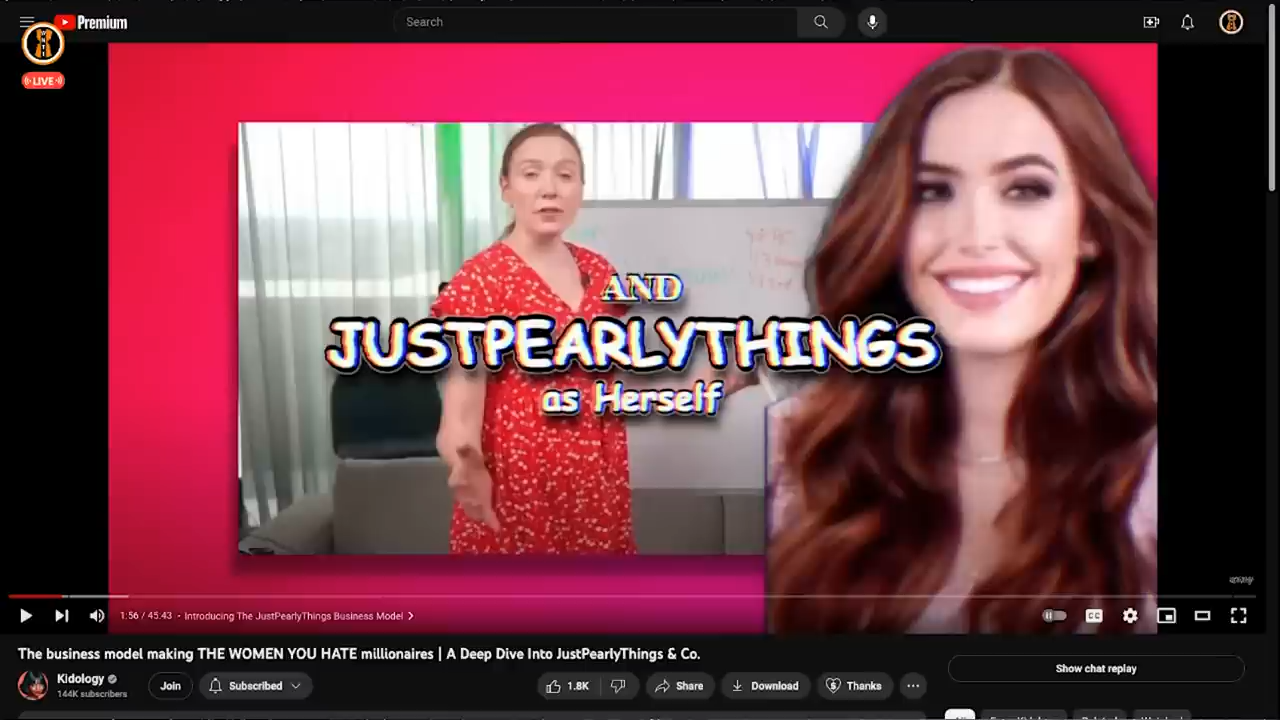 Premium
Search
LIVE
AND
JUSTPEARLYTHINGS
as Herself
1:56 / 45:43 • Introducing The JustPearlyThings Business Model >
CC
The business model making THE WOMEN YOU HATE millionaires | A Deep Dive Into JustPearlyThings & Co.
Kidology
144K subscribers
Join
Subscribed
1.8K
Share
Download
Thanks
...
Show chat replay